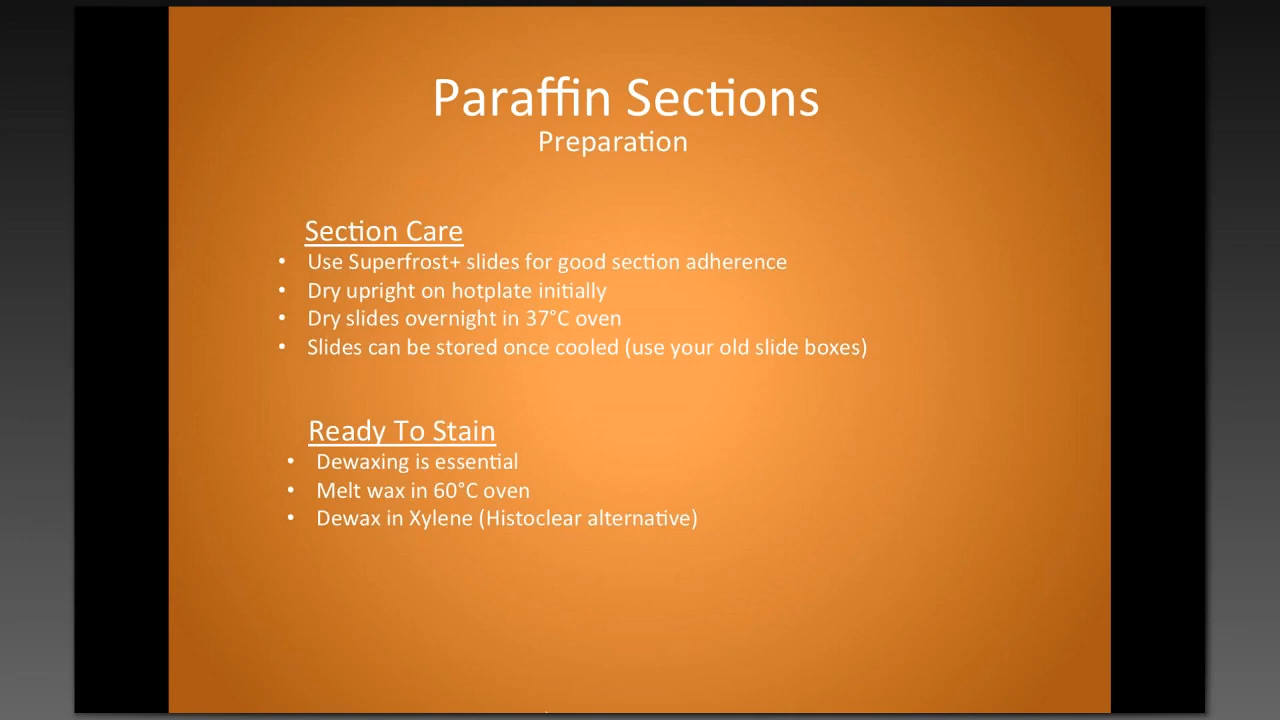 Paraffin Sections
Preparation
Section Care
• Use Superfrost+ slides for good section adherence
• Dry upright on hotplate initially
• Dry slides overnight in 37°C oven
• Slides can be stored once cooled (use your old slide boxes)
Ready To Stain
• Dewaxing is essential
• Melt wax in 60°C oven
• Dewax in Xylene (Histoclear alternative)